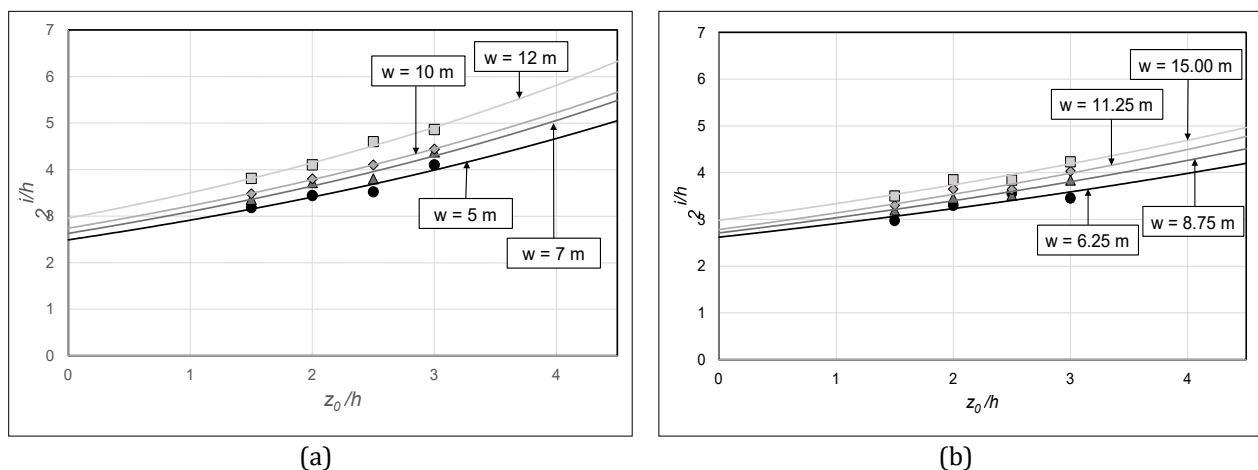 7
6
5
4
3
2
1
0
2i/h
w = 12 m
w = 10 m
w = 5 m
w = 7 m
0 1 2 3 4
z0/h
(a)
7
6
5
4
3
2
1
0
2i/h
w = 15.00 m
w = 11.25 m
w = 8.75 m
w = 6.25 m
0 1 2 3 4
z0/h
(b)